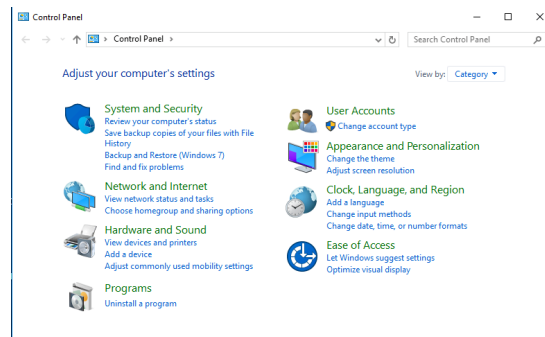 Control Panel
Control Panel
Search Control Panel
Adjust your computer's settings
View by: Category
System and Security
Review your computer's status
Save backup copies of your files with File
History
Backup and Restore (Windows 7)
Find and fix problems
Network and Internet
View network status and tasks
Choose homegroup and sharing options
Hardware and Sound
View devices and printers
Add a device
Adjust commonly used mobility settings
Programs
Uninstall a program
User Accounts
Change account type
Appearance and Personalization
Change the theme
Adjust screen resolution
Clock, Language, and Region
Add a language
Change input methods
Change date, time, or number formats
Ease of Access
Let Windows suggest settings
Optimize visual display